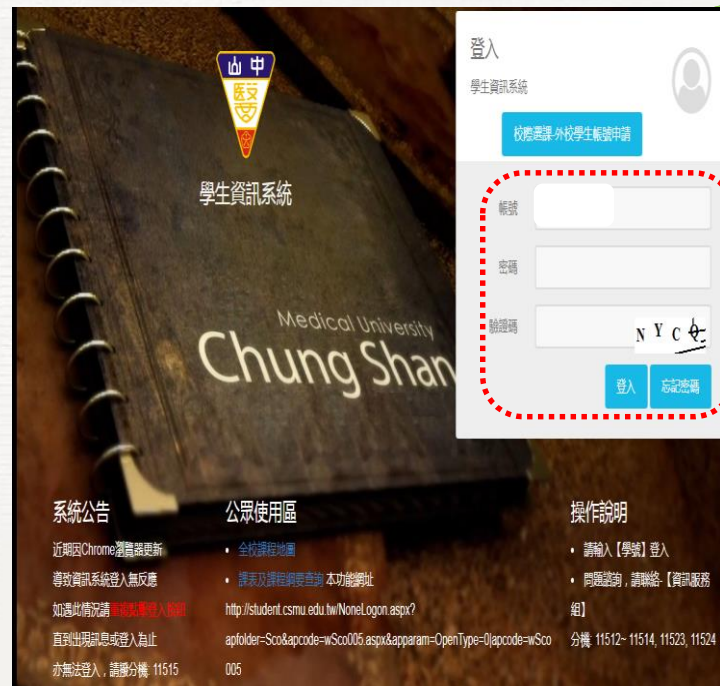 中山
醫
學生資訊系統
Medical University
Chung Shan
登入
學生資訊系統
校際選課-外校學生帳號申請
帳號
密碼
驗證碼
N Y C Q
登入
忘記密碼
系統公告
近期因Chrome瀏覽器更新
導致資訊系統登入無反應
如遇此情況請重複點擊登入按鈕
直到出現訊息或登入為止
亦無法登入，請撥分機: 11515
公眾使用區
• 全校課程地圖
• 課表及課程綱要查詢 本功能網址
http://student.csmu.edu.tw/NoneLogon.aspx?
apfolder=Sco&apcode=wSco005.aspx&apparam=OpenType=0|apcode=wSco
005
操作說明
• 請輸入【學號】登入
• 問題諮詢，請聯絡-【資訊服務
組】
分機: 11512~ 11514, 11523, 11524